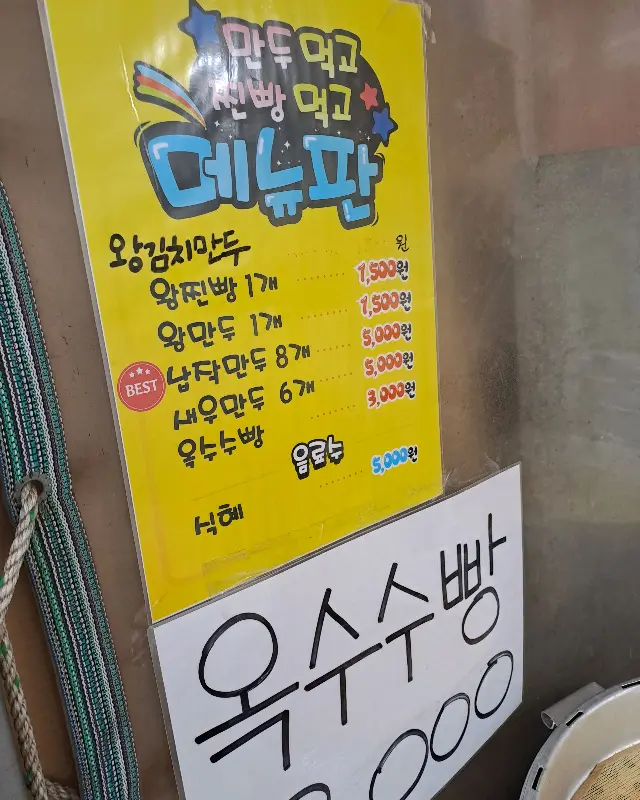 만두 먹고
찐빵 먹고
메뉴판
왕김치만두 원
왕찐빵 1개 1,500원
왕만두 1개 1,500원
BEST 납작만두 8개 5,000원
새우만두 6개 5,000원
옥수수빵 3,000원
음료수
식혜 5,000원
옥수수빵
000